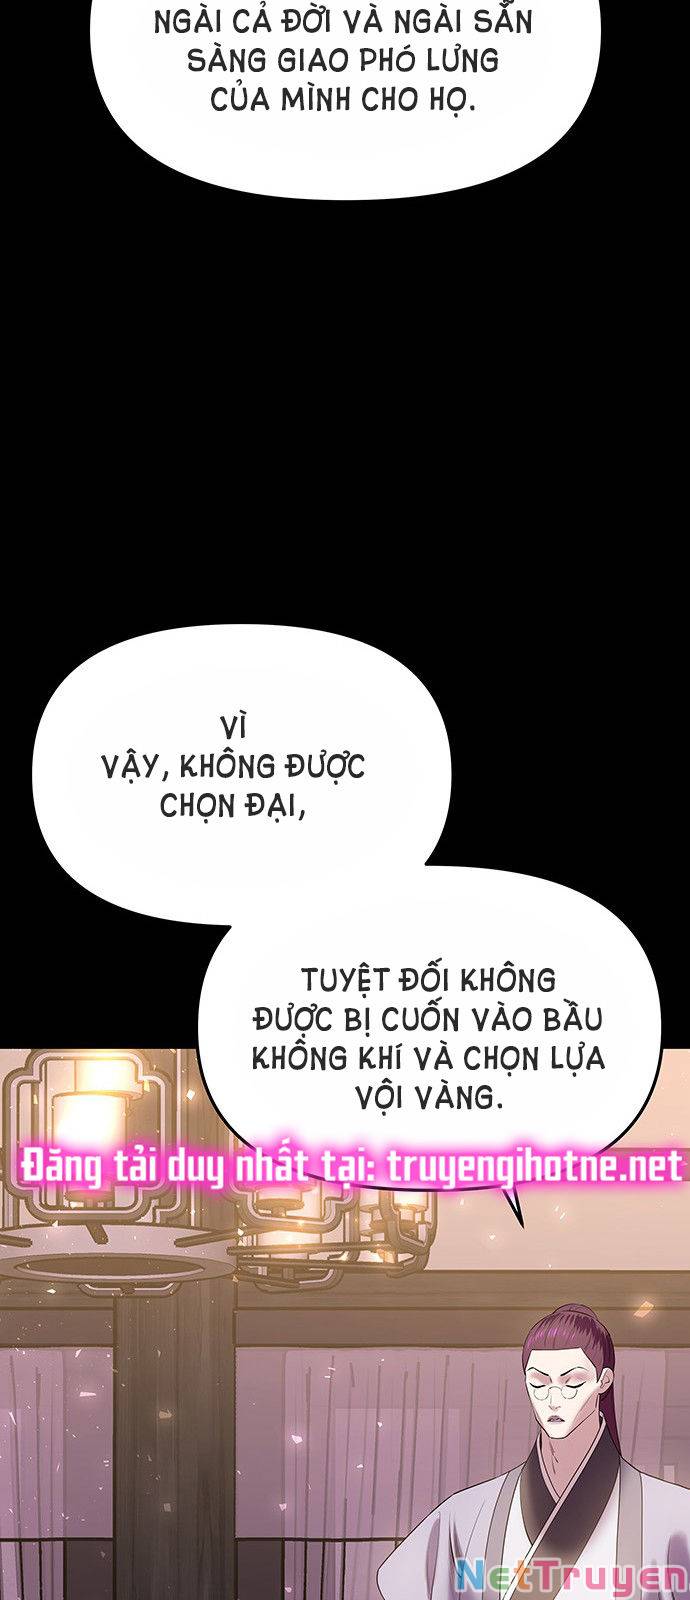 NGÀI CẢ ĐỜI VÀ NGÀI SẴN
SÀNG GIAO PHÓ LƯNG
CỦA MÌNH CHO HỌ.
VÌ
VẬY, KHÔNG ĐƯỢC
CHỌN ĐẠI,
TUYỆT ĐỐI KHÔNG
ĐƯỢC BỊ CUỐN VÀO BẦU
KHÔNG KHÍ VÀ CHỌN LỰA
VỘI VÀNG.
Đăng tải duy nhất tại: truyengihotne.net
NetTruyen